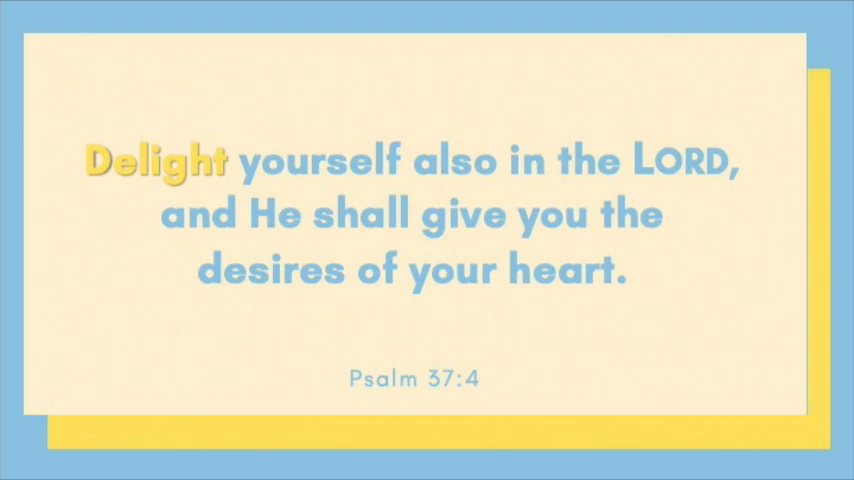 Delight yourself also in the LORD,
and He shall give you the
desires of your heart.
Psalm 37:4